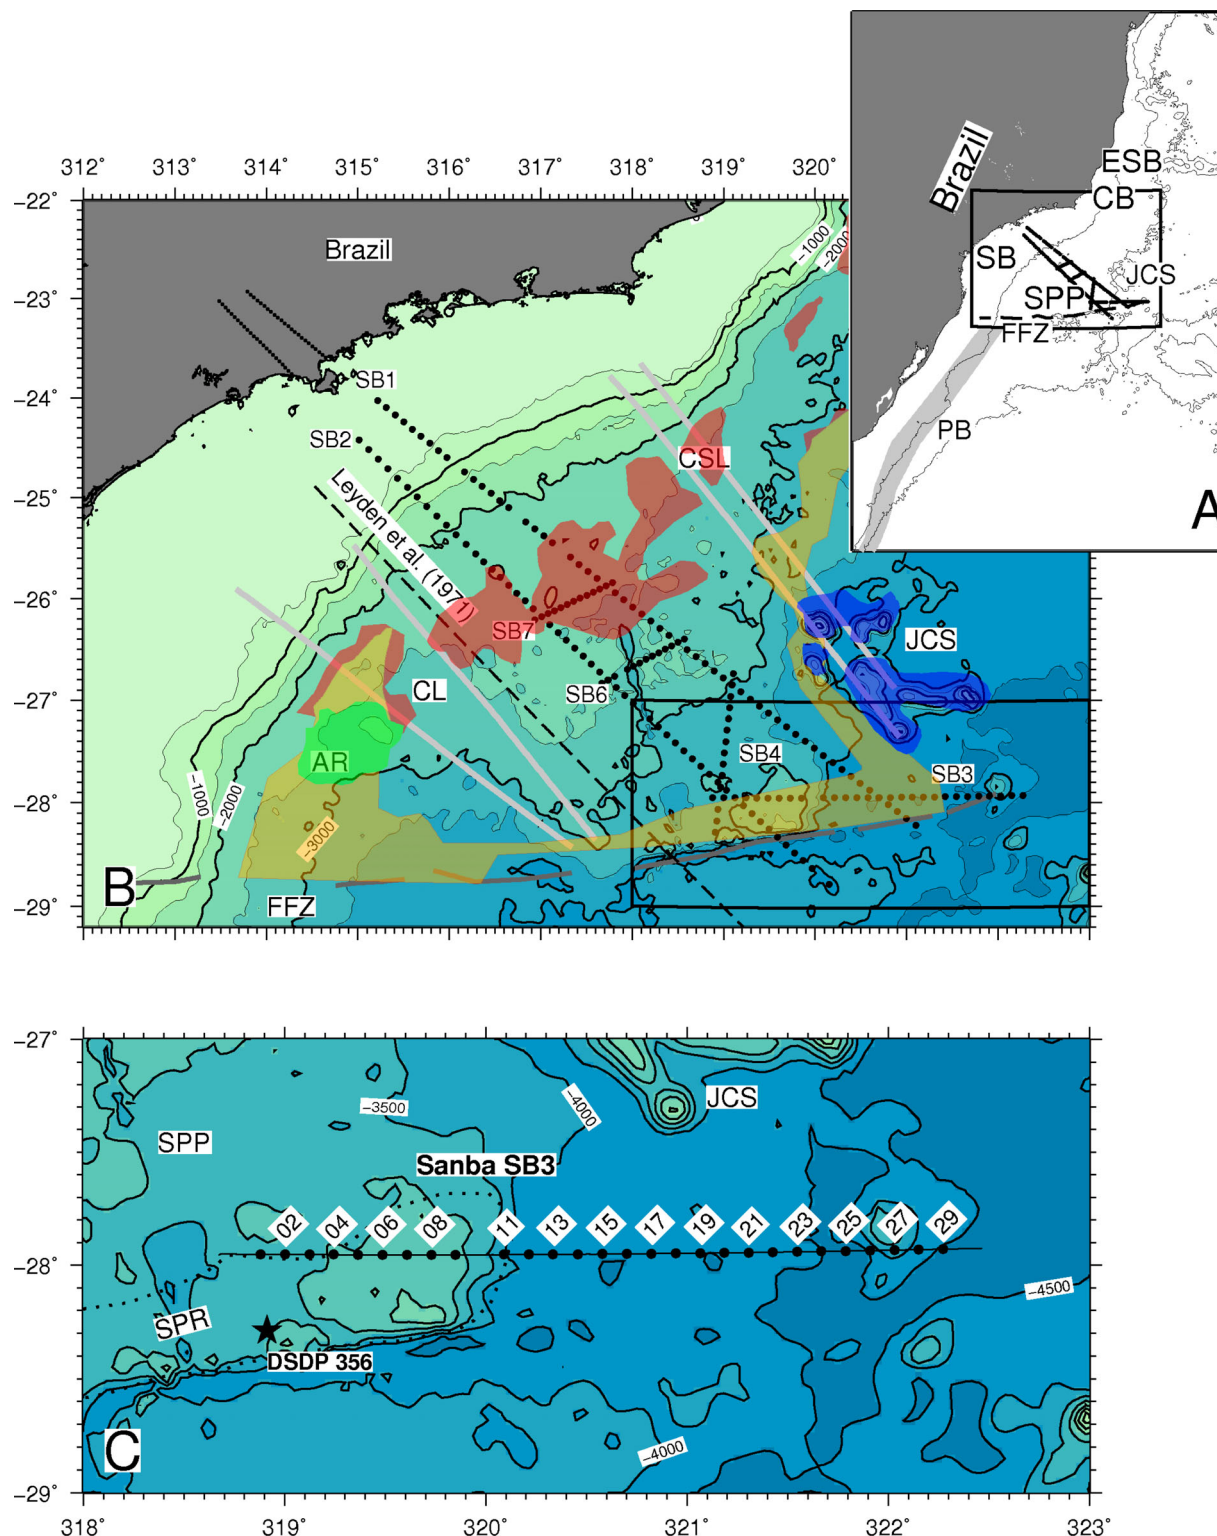 312° 313° 314° 315° 316° 317° 318° 319° 320°
−22°
−23°
−24°
−25°
−26°
−27°
−28°
−29°
Brazil
−1000
−2000
SB1
SB2
Leyden et al. (1971)
CSL
SB7
SB6
CL
JCS
AR
SB4
SB3
−1000
−2000
−3000
FFZ
B
Brazil
ESB
CB
SB
JCS
SPP
FFZ
PB
A
−27°
−28°
−29°
JCS
−3500
−4000
SPP
Sanba SB3
02 04 06 08 11 13 15 17 19 21 23 25 27 29
−4500
SPR
DSDP 356
−4000
C
318° 319° 320° 321° 322° 323°